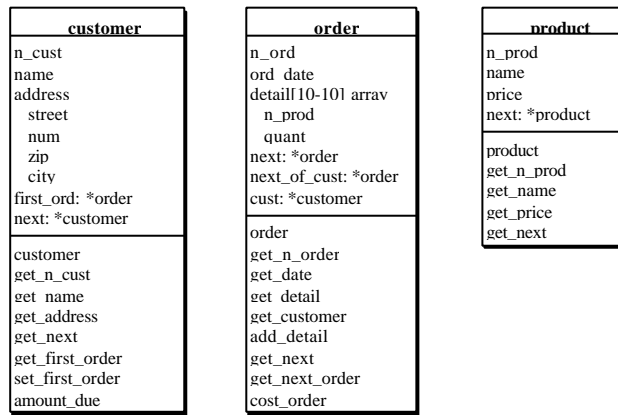 customer
n_cust
name
address
street
num
zip
city
first_ord: *order
next: *customer
customer
get_n_cust
get_name
get_address
get_next
get_first_order
set_first_order
amount_due
order
n_ord
ord_date
detail[10-10] array
n_prod
quant
next: *order
next_of_cust: *order
cust: *customer
order
get_n_order
get_date
get_detail
get_customer
add_detail
get_next
get_next_order
cost_order
product
n_prod
name
price
next: *product
product
get_n_prod
get_name
get_price
get_next